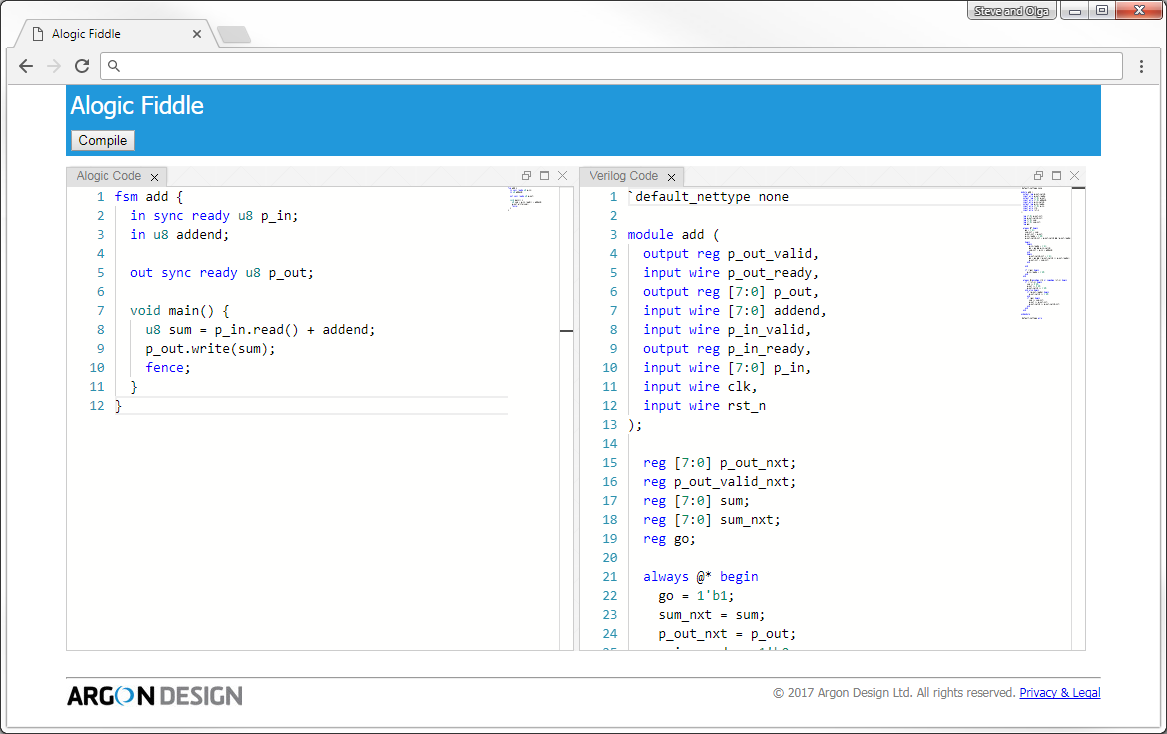 Steve and Olga
Alogic Fiddle
Alogic Fiddle
Compile
Alogic Code
1 fsm add {
2 in sync ready u8 p_in;
3 in u8 addend;
4
5 out sync ready u8 p_out;
6
7 void main() {
8 u8 sum = p_in.read() + addend;
9 p_out.write(sum);
10 fence;
11 }
12 }
Verilog Code
1 `default_nettype none
2
3 module add (
4 output reg p_out_valid,
5 input wire p_out_ready,
6 output reg [7:0] p_out,
7 input wire [7:0] addend,
8 input wire p_in_valid,
9 output reg p_in_ready,
10 input wire [7:0] p_in,
11 input wire clk,
12 input wire rst_n
13 );
14
15 reg [7:0] p_out_nxt;
16 reg p_out_valid_nxt;
17 reg [7:0] sum;
18 reg [7:0] sum_nxt;
19 reg go;
20
21 always @* begin
22 go = 1'b1;
23 sum_nxt = sum;
24 p_out_nxt = p_out;
ARGON DESIGN
© 2017 Argon Design Ltd. All rights reserved. Privacy & Legal